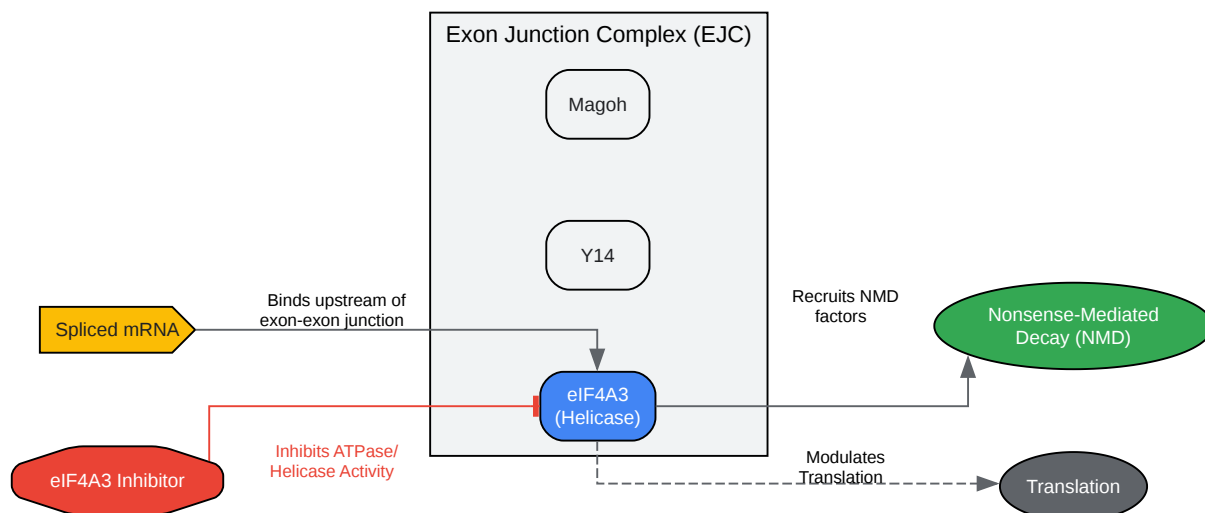 Exon Junction Complex (EJC)
Magoh
Y14
Binds upstream of
exon-exon junction
Spliced mRNA
Recruits NMD
factors
Nonsense-Mediated
Decay (NMD)
eIF4A3
(Helicase)
Inhibits ATPase/
Helicase Activity
eIF4A3 Inhibitor
Modulates
Translation
Translation